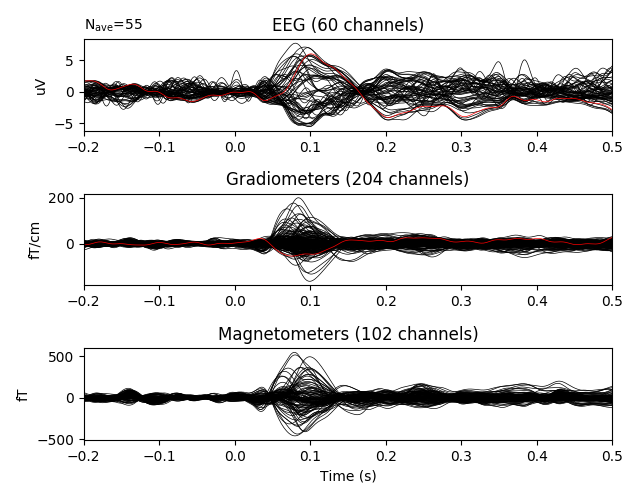 Nave=55
EEG (60 channels)
5
0
−5
uV
−0.2 −0.1 0.0 0.1 0.2 0.3 0.4 0.5
Gradiometers (204 channels)
200
0
fT/cm
−0.2 −0.1 0.0 0.1 0.2 0.3 0.4 0.5
Magnetometers (102 channels)
500
0
−500
fT
−0.2 −0.1 0.0 0.1 0.2 0.3 0.4 0.5
Time (s)